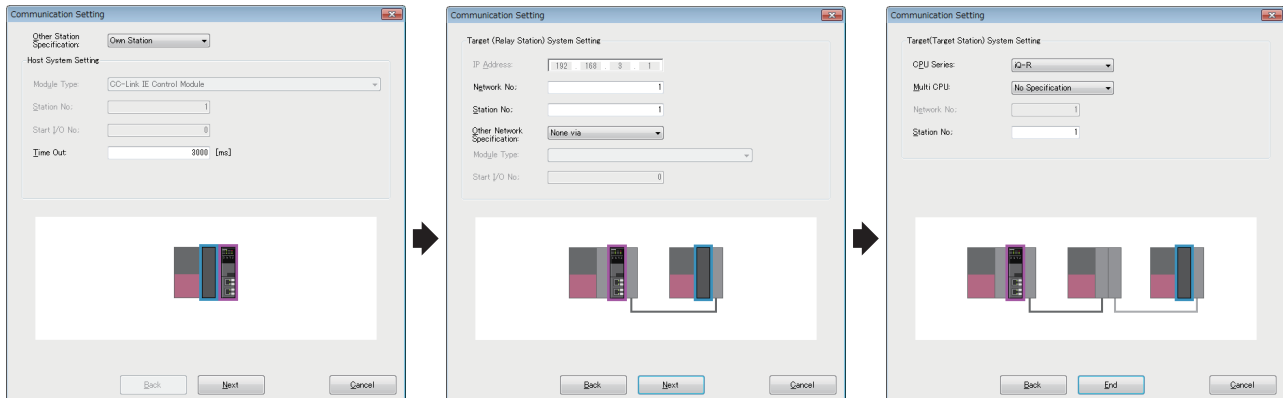 Communication Setting
Other Station
Specification:
Own Station
Host System Setting
Module Type:
CC-Link IE Control Module
Station No.:
1
Start I/O No.:
0
Time Out:
3000 [ms]
Back
Next
Cancel
Communication Setting
Target (Relay Station) System Setting
IP Address:
192 . 168 . 3 . 1
Network No.:
1
Station No.:
1
Other Network
Specification:
None via
Module Type:
Start I/O No.:
0
Back
Next
Cancel
Communication Setting
Target(Target Station) System Setting
CPU Series:
iQ-R
Multi CPU:
No Specification
Network No.:
1
Station No.:
1
Back
End
Cancel